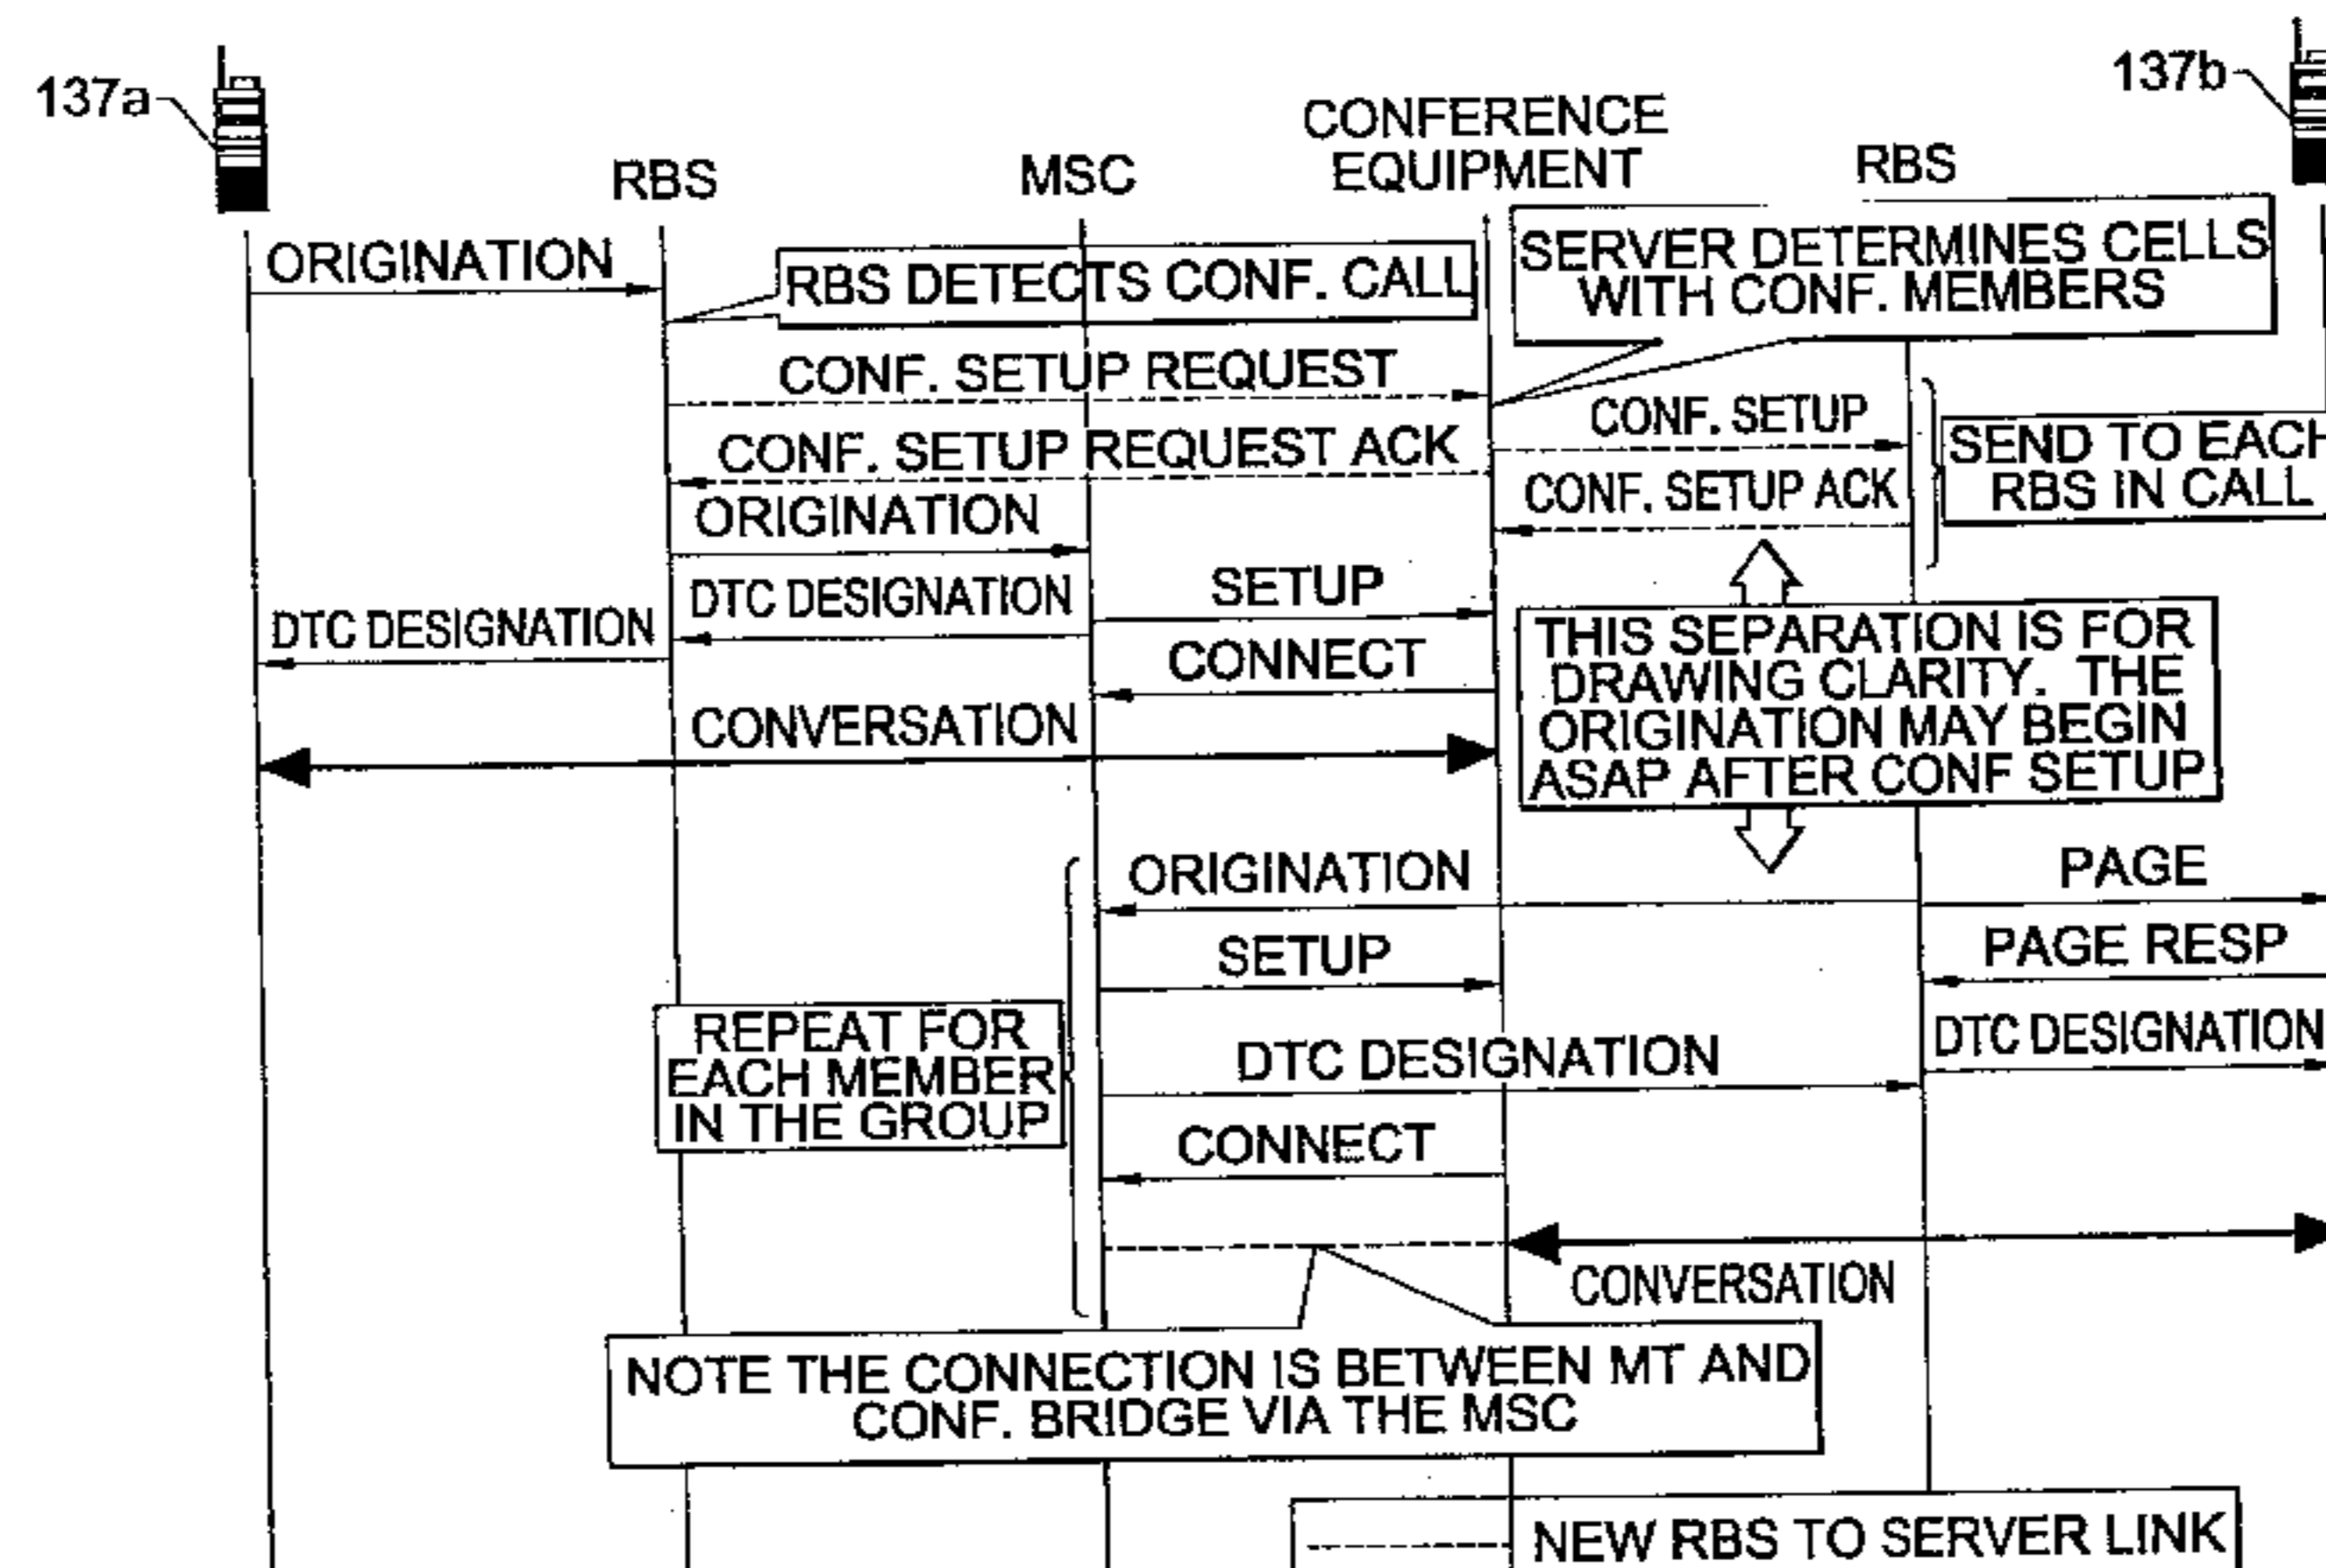 137a
137b
RBS
MSC
CONFERENCE
EQUIPMENT
RBS
ORIGINATION
RBS DETECTS CONF. CALL
SERVER DETERMINES CELLS
WITH CONF. MEMBERS
CONF. SETUP REQUEST
CONF. SETUP
CONF. SETUP REQUEST ACK
SEND TO EACH
RBS IN CALL
CONF. SETUP ACK
ORIGINATION
DTC DESIGNATION
DTC DESIGNATION
SETUP
CONNECT
THIS SEPARATION IS FOR
DRAWING CLARITY. THE
ORIGINATION MAY BEGIN
ASAP AFTER CONF SETUP
CONVERSATION
ORIGINATION
PAGE
SETUP
PAGE RESP
REPEAT FOR
EACH MEMBER
IN THE GROUP
DTC DESIGNATION
DTC DESIGNATION
CONNECT
CONVERSATION
NOTE THE CONNECTION IS BETWEEN MT AND
CONF. BRIDGE VIA THE MSC
NEW RBS TO SERVER LINK